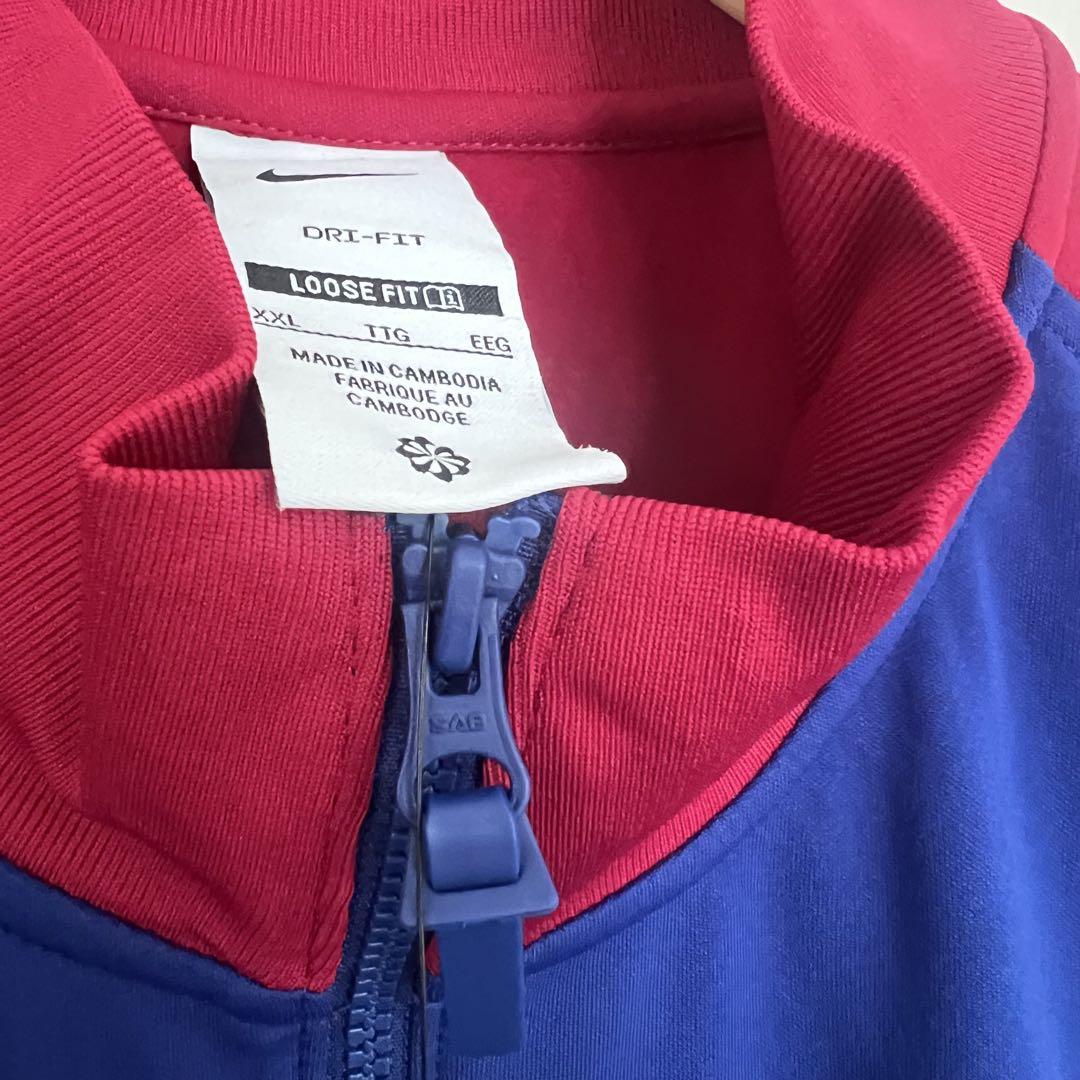 DRI-FIT
LOOSE FIT
XXL TTG EEG
MADE IN CAMBODIA
FABRIQUE AU
CAMBODGE